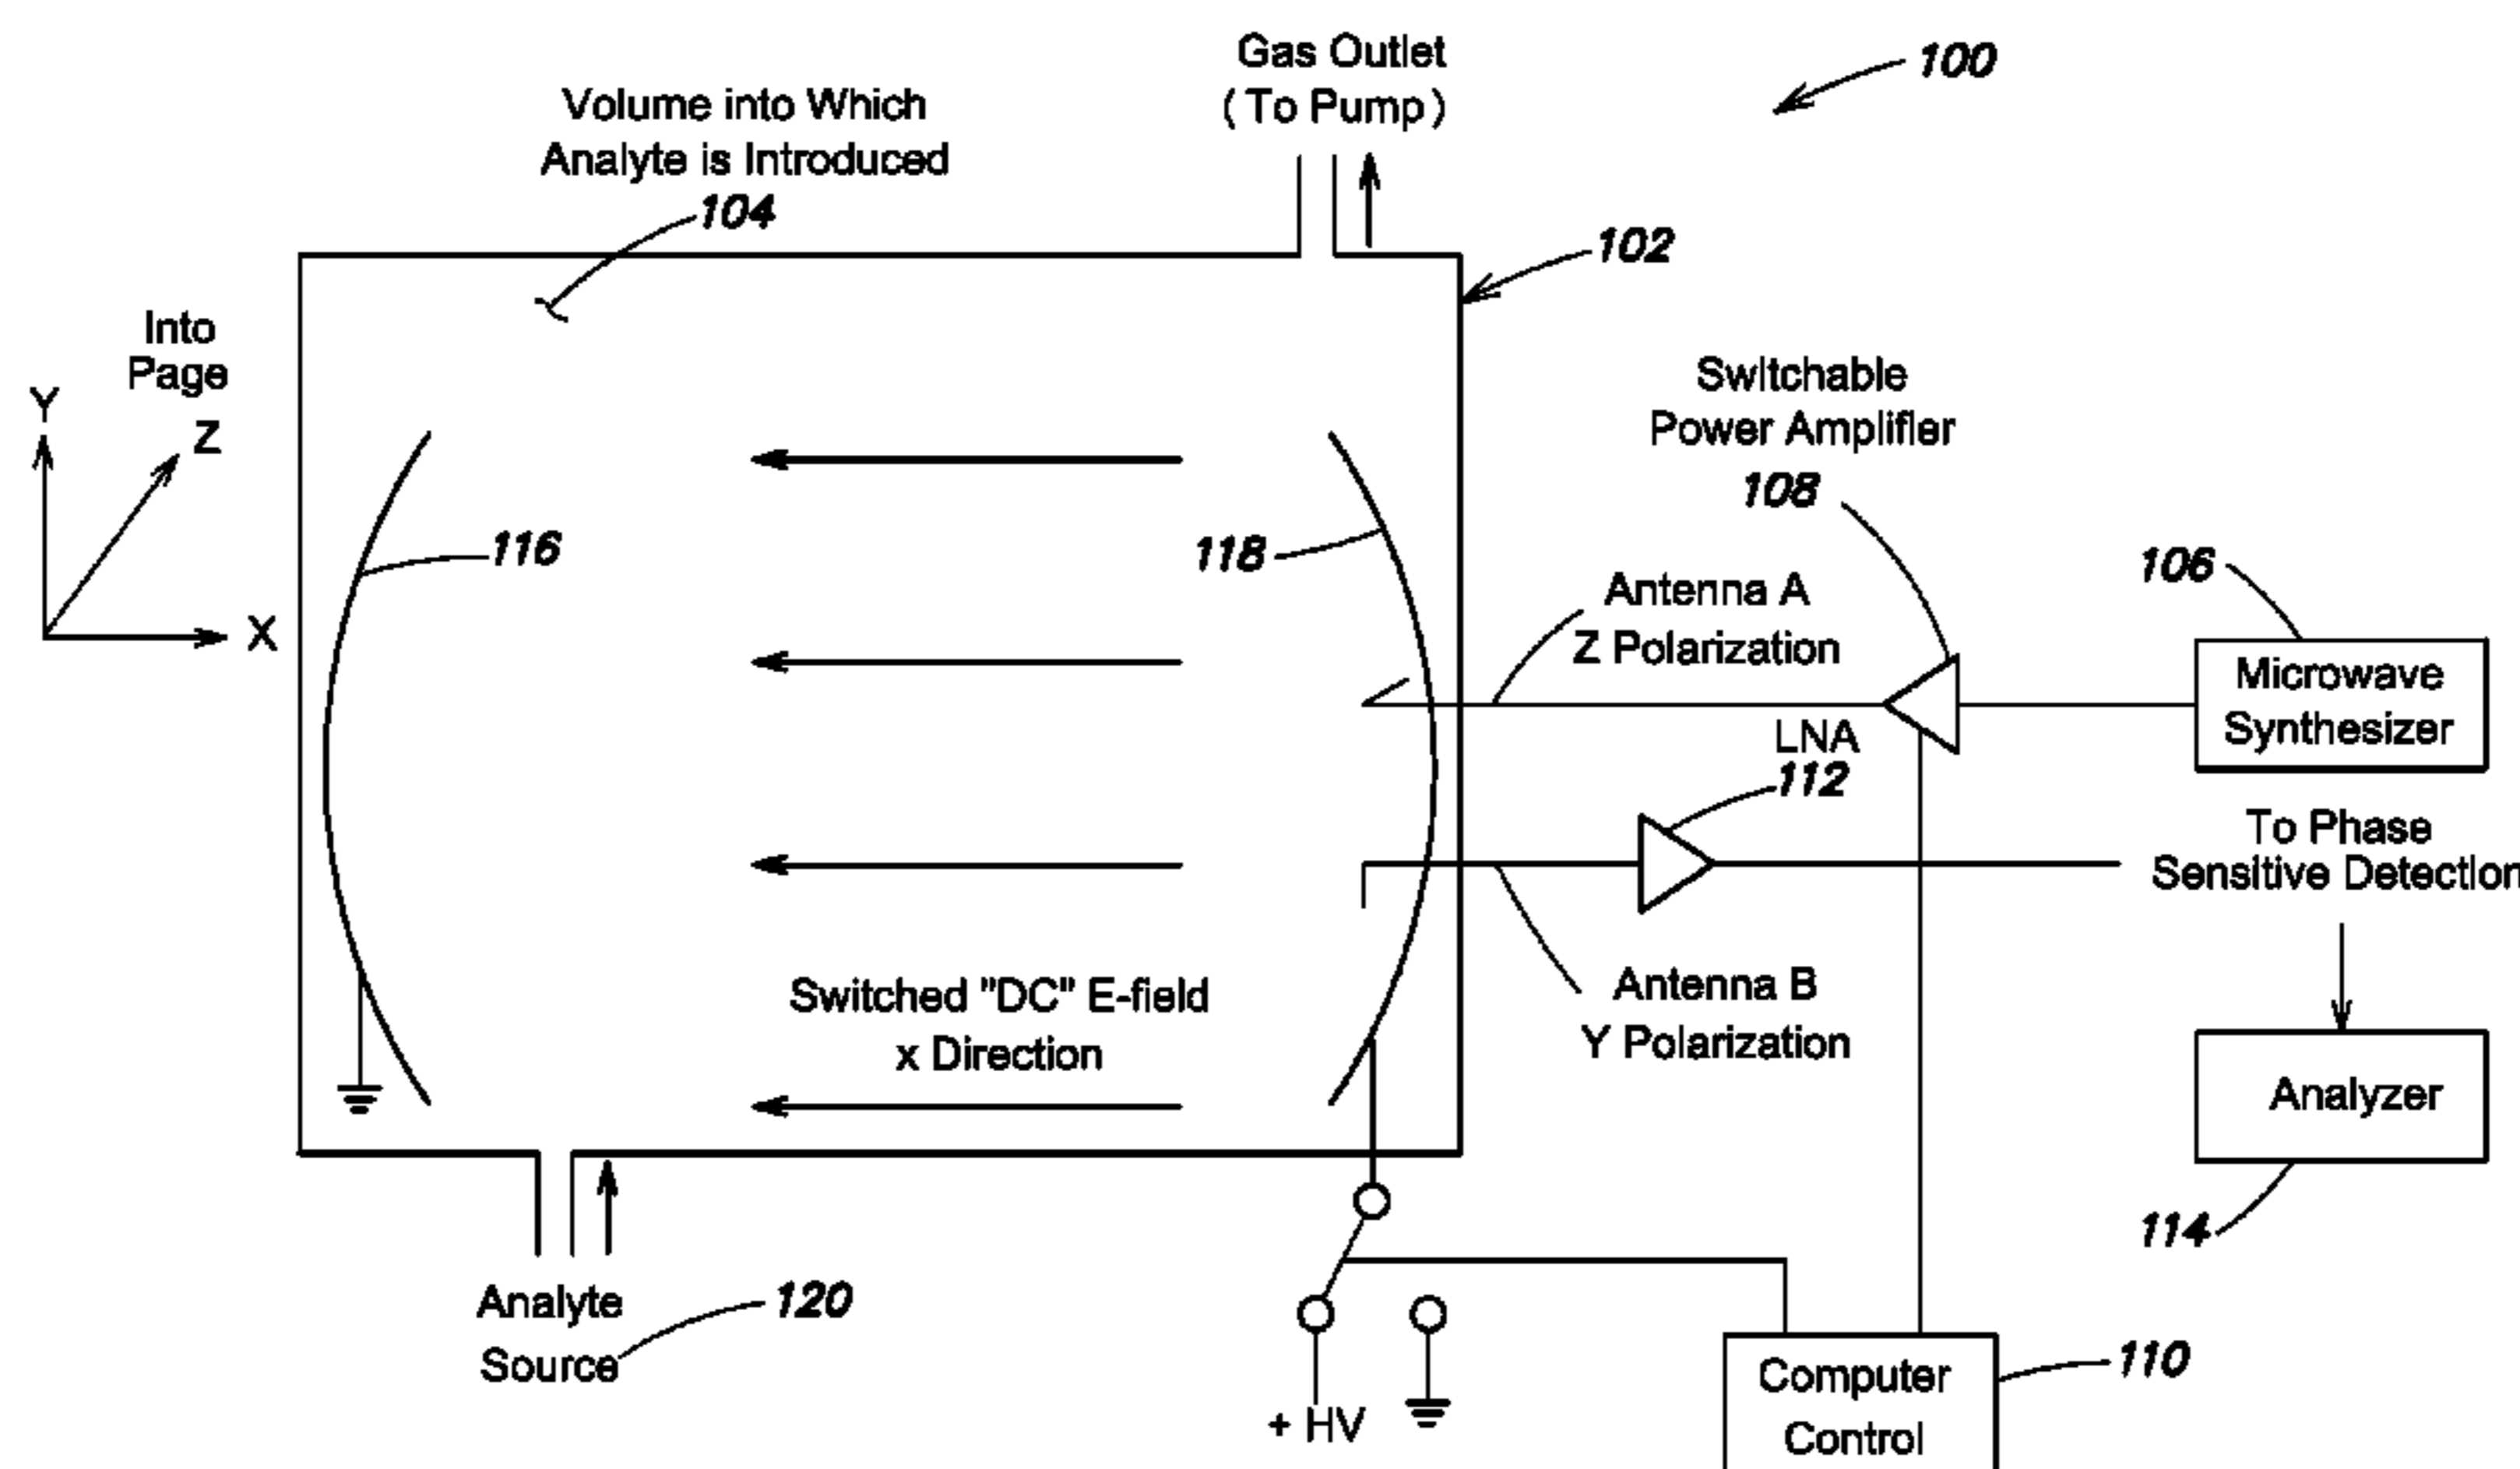 Gas Outlet
(To Pump)
100
Volume into Which
Analyte is Introduced
104
102
Into
Page
Y
Z
X
Switchable
Power Amplifier
108
116
118
106
Antenna A
Z Polarization
Microwave
Synthesizer
LNA
112
To Phase
Sensitive Detection
Switched "DC" E-field
x Direction
Antenna B
Y Polarization
Analyzer
114
Analyte
Source
120
+ HV
Computer
Control
110